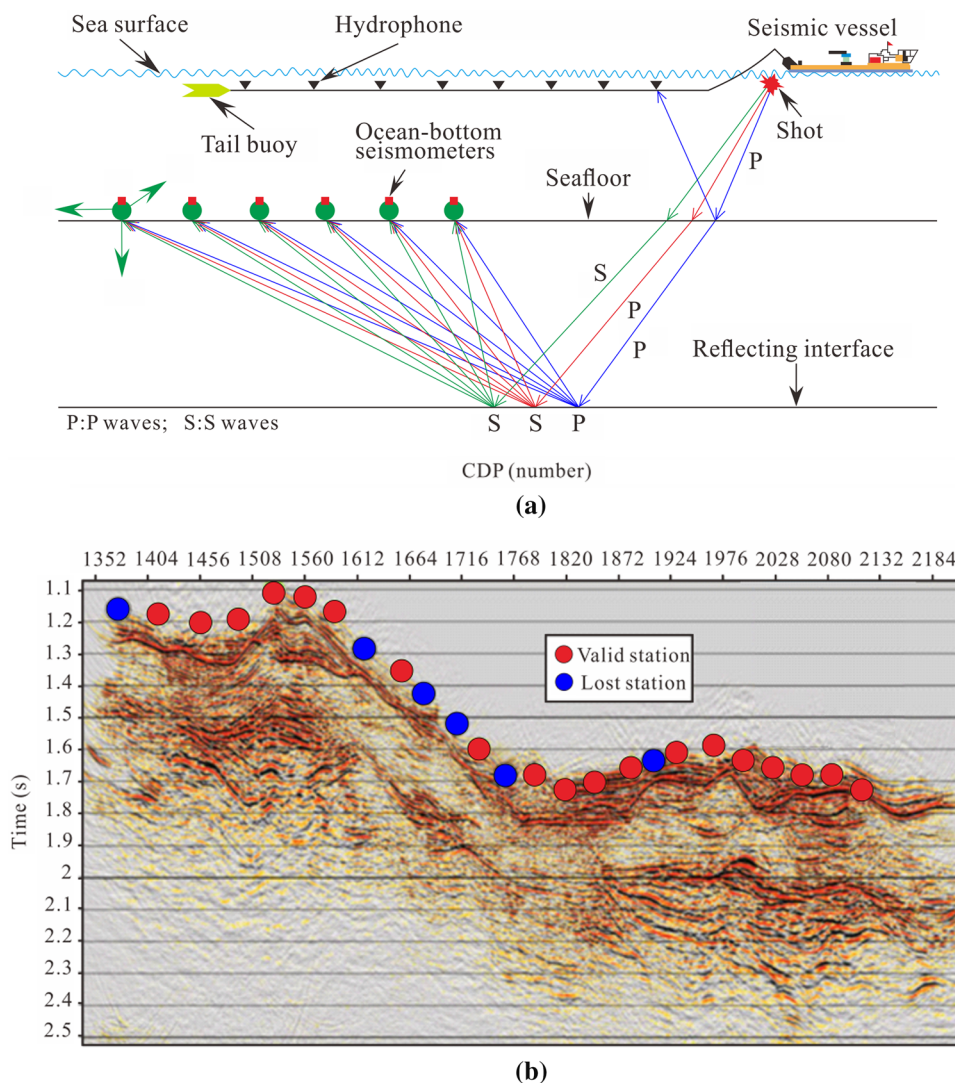 (a)
Sea surface
Hydrophone
Seismic vessel
Tail buoy
Ocean-bottom
seismometers
Shot
P
Seafloor
S
P
P
Reflecting interface
P:P waves; S:S waves
S S P
CDP (number)
(a)
1352 1404 1456 1508 1560 1612 1664 1716 1768 1820 1872 1924 1976 2028 2080 2132 2184
1.1
1.2
1.3
1.4
1.5
1.6
1.7
1.8
1.9
2
2.1
2.2
2.3
2.4
2.5
Time (s)
Valid station
Lost station
(b)